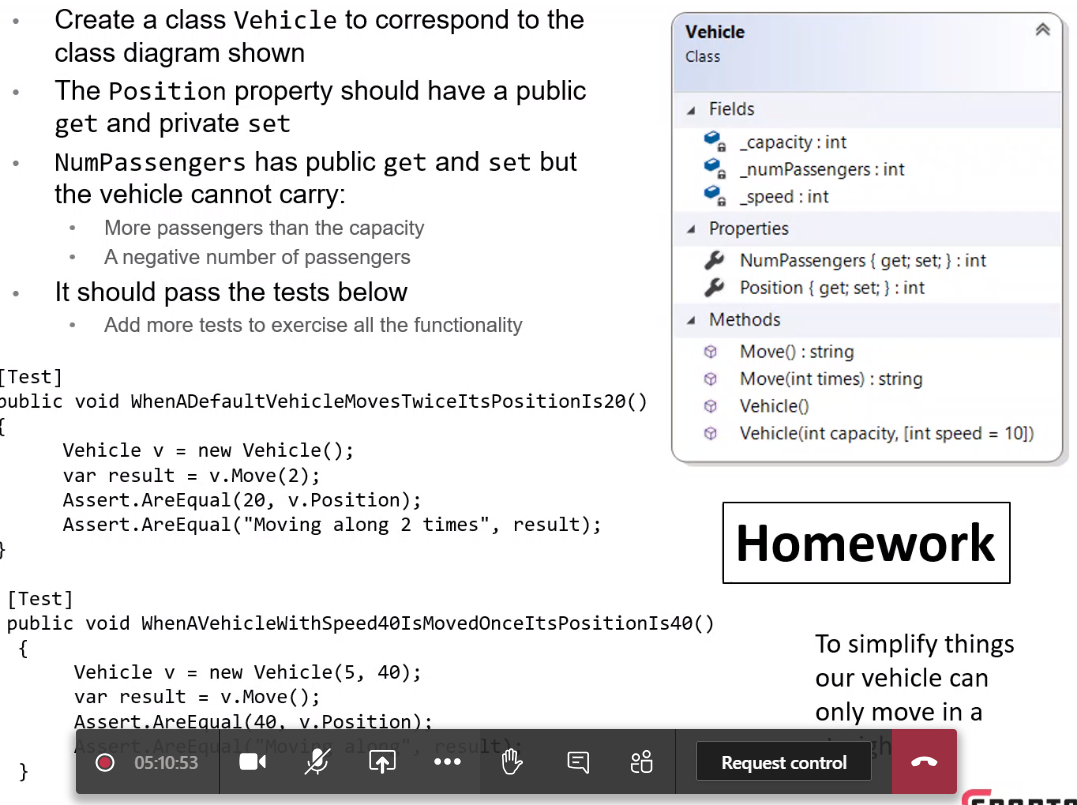 Create a class Vehicle to correspond to the
class diagram shown
The Position property should have a public
get and private set
NumPassengers has public get and set but
the vehicle cannot carry:
More passengers than the capacity
A negative number of passengers
It should pass the tests below
Add more tests to exercise all the functionality
Vehicle
Class
Fields
_capacity : int
_numPassengers : int
_speed : int
Properties
NumPassengers { get; set; } : int
Position { get; set; } : int
Methods
Move() : string
Move(int times) : string
Vehicle()
Vehicle(int capacity, [int speed = 10])
[Test]
public void WhenADefaultVehicleMovesTwiceItsPositionIs20()
{
Vehicle v = new Vehicle();
var result = v.Move(2);
Assert.AreEqual(20, v.Position);
Assert.AreEqual("Moving along 2 times", result);
}
Homework
[Test]
public void WhenAVehicleWithSpeed40IsMovedOnceItsPositionIs40()
{
Vehicle v = new Vehicle(5, 40);
var result = v.Move();
Assert.AreEqual(40, v.Position);
Assert.AreEqual("Moving along", result);
}
To simplify things
our vehicle can
only move in a
05:10:53
Request control